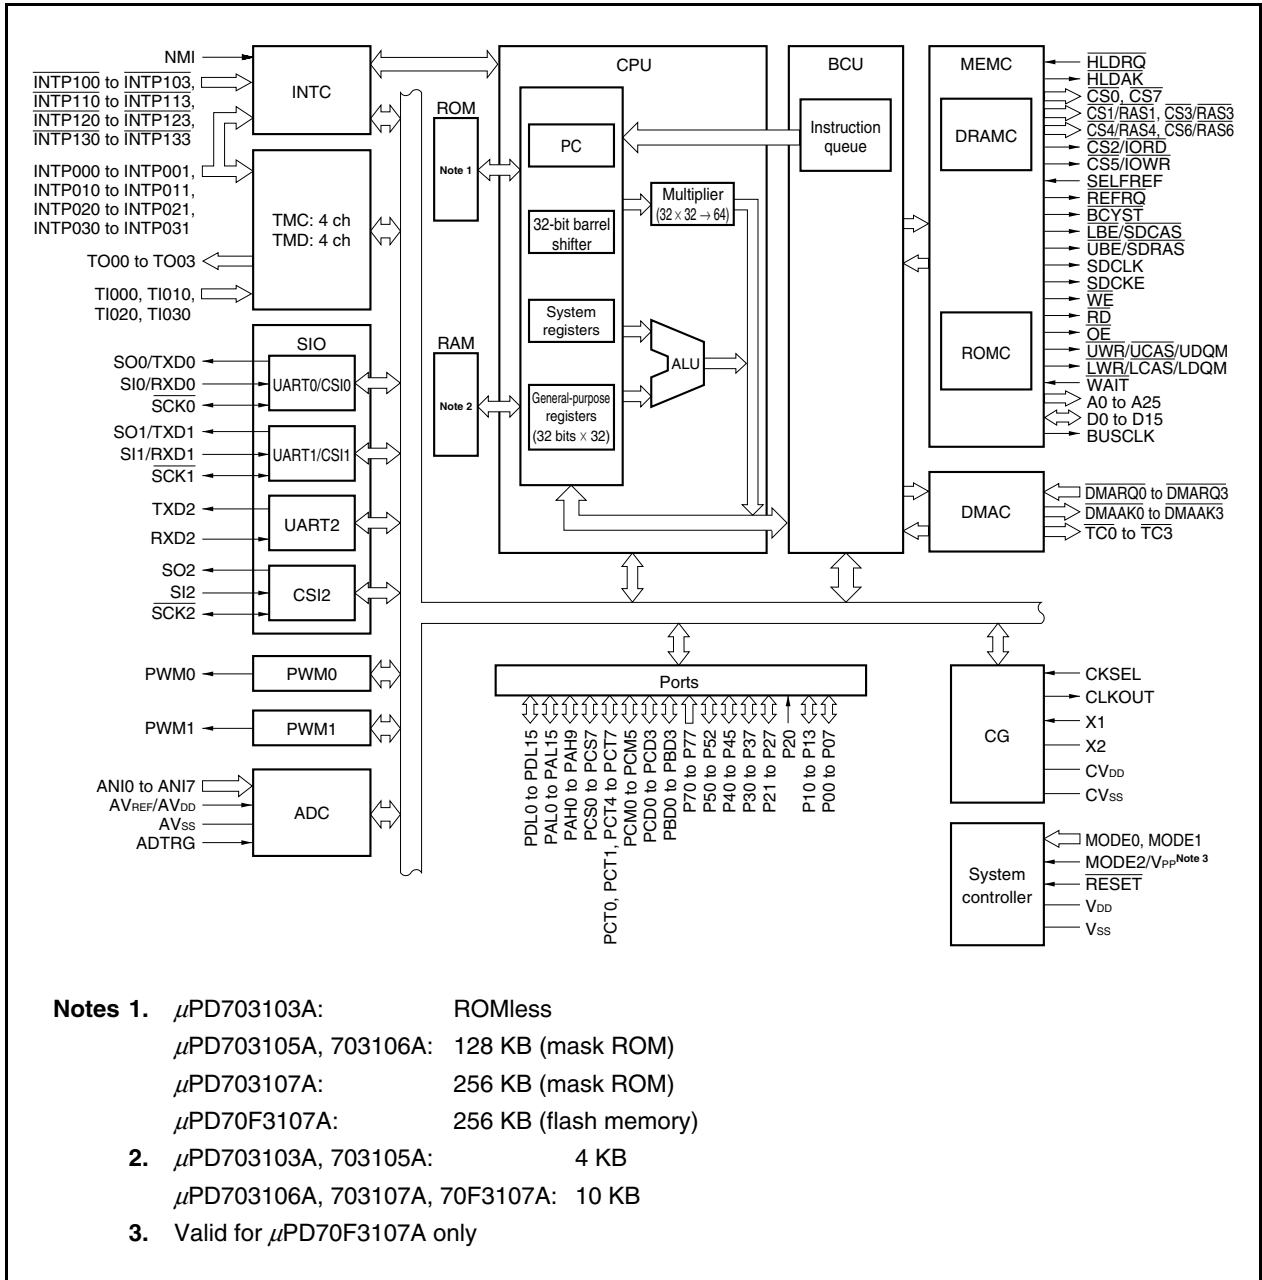 NMI
INTP100 to INTP103,
INTP110 to INTP113,
INTP120 to INTP123,
INTP130 to INTP133
INTP000 to INTP001,
INTP010 to INTP011,
INTP020 to INTP021,
INTP030 to INTP031
TO00 to TO03
TI000, TI010,
TI020, TI030
SO0/TXD0
SI0/RXD0
SCK0
SO1/TXD1
SI1/RXD1
SCK1
TXD2
RXD2
SO2
SI2
SCK2
PWM0
PWM1
ANI0 to ANI7
AVREF/AVDD
AVSS
ADTRG
INTC
TMC: 4 ch
TMD: 4 ch
SIO
UART0/CSI0
UART1/CSI1
UART2
CSI2
PWM0
PWM1
ADC
ROM
Note 1
RAM
Note 2
CPU
PC
32-bit barrel
shifter
System
registers
General-purpose
registers
(32 bits × 32)
Multiplier
(32 × 32 → 64)
ALU
BCU
Instruction
queue
MEMC
DRAMC
ROMC
HLDRQ
HLDAK
CS0, CS7
CS1/RAS1, CS3/RAS3
CS4/RAS4, CS6/RAS6
CS2/IORD
CS5/IOWR
SELFREF
REFRQ
BCYST
LBE/SDCAS
UBE/SDRAS
SDCLK
SDCKE
WE
RD
OE
UWR/UCAS/UDQM
LWR/LCAS/LDQM
WAIT
A0 to A25
D0 to D15
BUSCLK
DMAC
DMARQ0 to DMARQ3
DMAAK0 to DMAAK3
TC0 to TC3
Ports
PDL0 to PDL15
PAL0 to PAL15
PAH0 to PAH9
PCS0 to PCS7
PCT0, PCT1, PCT4 to PCT7
PCM0 to PCM5
PCD0 to PCD3
PBD0 to PBD3
P70 to P77
P50 to P52
P40 to P45
P30 to P37
P21 to P27
P20
P10 to P13
P00 to P07
CG
CKSEL
CLKOUT
X1
X2
CVDD
CVSS
System
controller
MODE0, MODE1
MODE2/VPP Note 3
RESET
VDD
VSS
Notes 1. μPD703103A: ROMless
μPD703105A, 703106A: 128 KB (mask ROM)
μPD703107A: 256 KB (mask ROM)
μPD70F3107A: 256 KB (flash memory)
2. μPD703103A, 703105A: 4 KB
μPD703106A, 703107A, 70F3107A: 10 KB
3. Valid for μPD70F3107A only